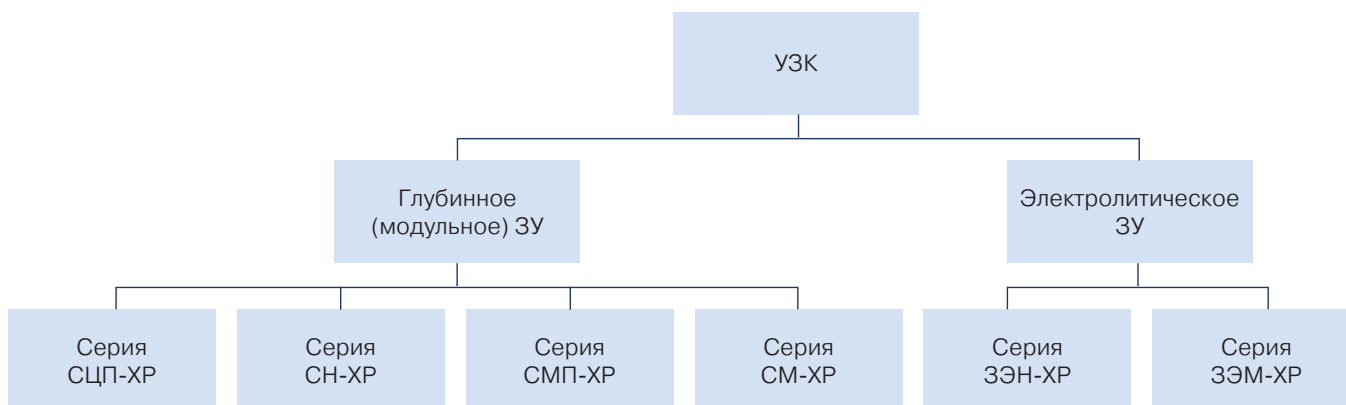 УЗК
Глубинное
(модульное) ЗУ
Электролитическое
ЗУ
Серия
СЦП-ХР
Серия
СН-ХР
Серия
СМП-ХР
Серия
СМ-ХР
Серия
ЗЭН-ХР
Серия
ЗЭМ-ХР